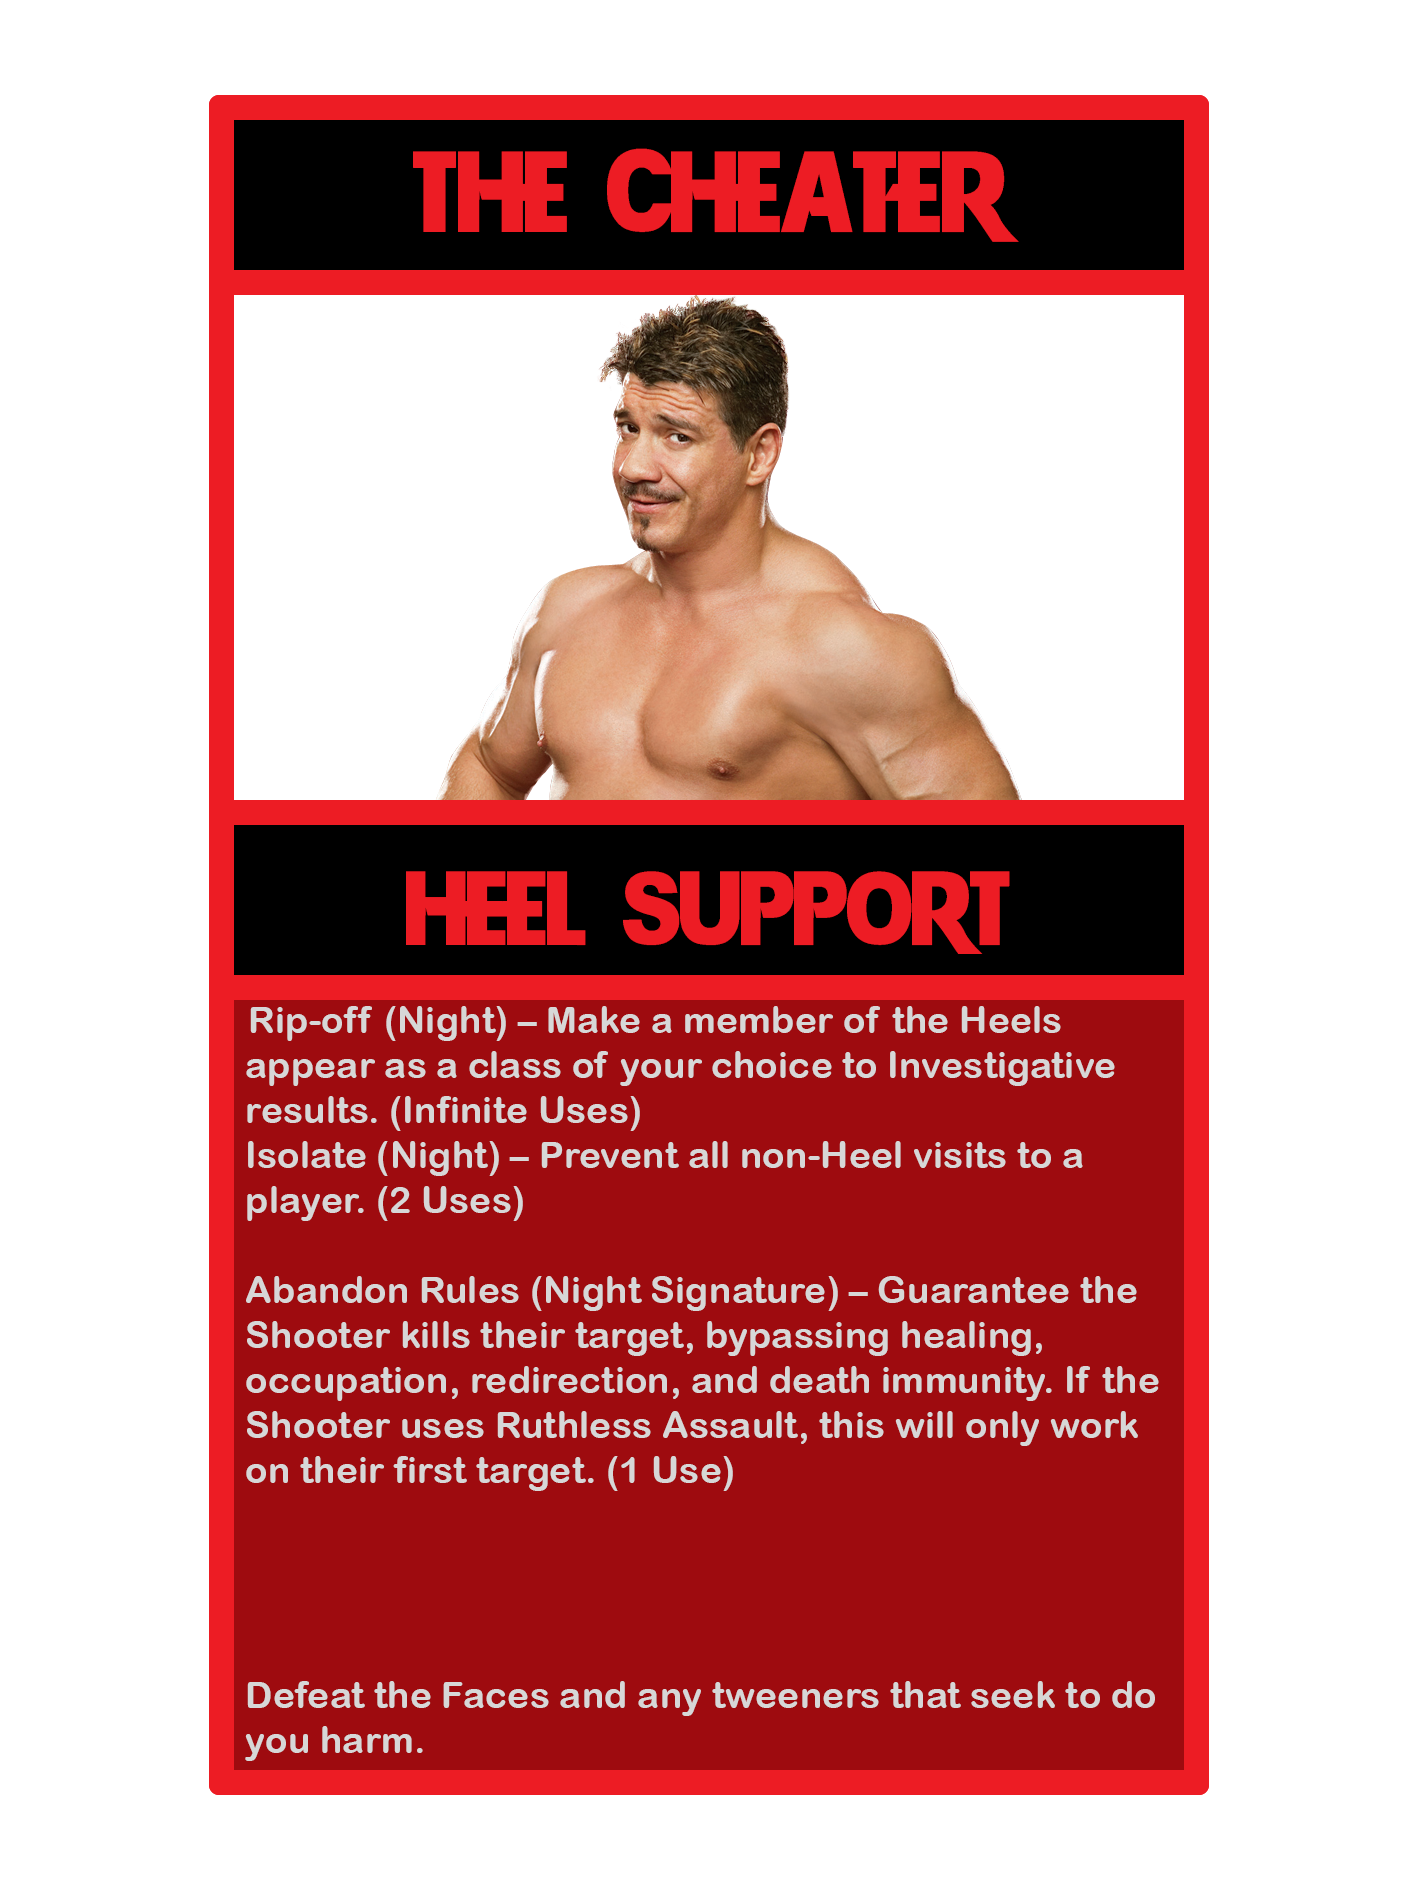 THE CHEATER
HEEL SUPPORT
Rip-off (Night) – Make a member of the Heels
appear as a class of your choice to Investigative
results. (Infinite Uses)
Isolate (Night) – Prevent all non-Heel visits to a
player. (2 Uses)
Abandon Rules (Night Signature) – Guarantee the
Shooter kills their target, bypassing healing,
occupation, redirection, and death immunity. If the
Shooter uses Ruthless Assault, this will only work
on their first target. (1 Use)
Defeat the Faces and any tweeners that seek to do
you harm.